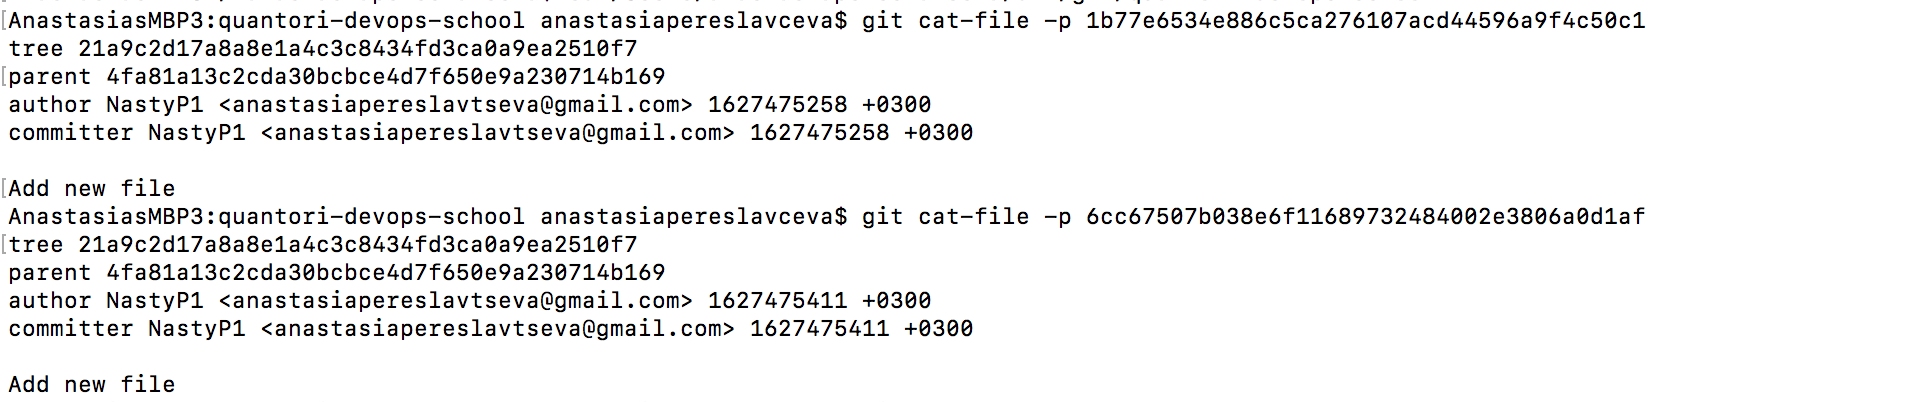 [AnastasiasMBP3:quantori-devops-school anastasiapereslavceva$ git cat-file -p 1b77e6534e886c5ca276107acd44596a9f4c50c1
tree 21a9c2d17a8a8e1a4c3c8434fd3ca0a9ea2510f7
[parent 4fa81a13c2cda30bcbce4d7f650e9a230714b169
author NastyP1 <anastasiapereslavtseva@gmail.com> 1627475258 +0300
committer NastyP1 <anastasiapereslavtseva@gmail.com> 1627475258 +0300
[Add new file
AnastasiasMBP3:quantori-devops-school anastasiapereslavceva$ git cat-file -p 6cc67507b038e6f11689732484002e3806a0d1af
[tree 21a9c2d17a8a8e1a4c3c8434fd3ca0a9ea2510f7
parent 4fa81a13c2cda30bcbce4d7f650e9a230714b169
author NastyP1 <anastasiapereslavtseva@gmail.com> 1627475411 +0300
committer NastyP1 <anastasiapereslavtseva@gmail.com> 1627475411 +0300
Add new file